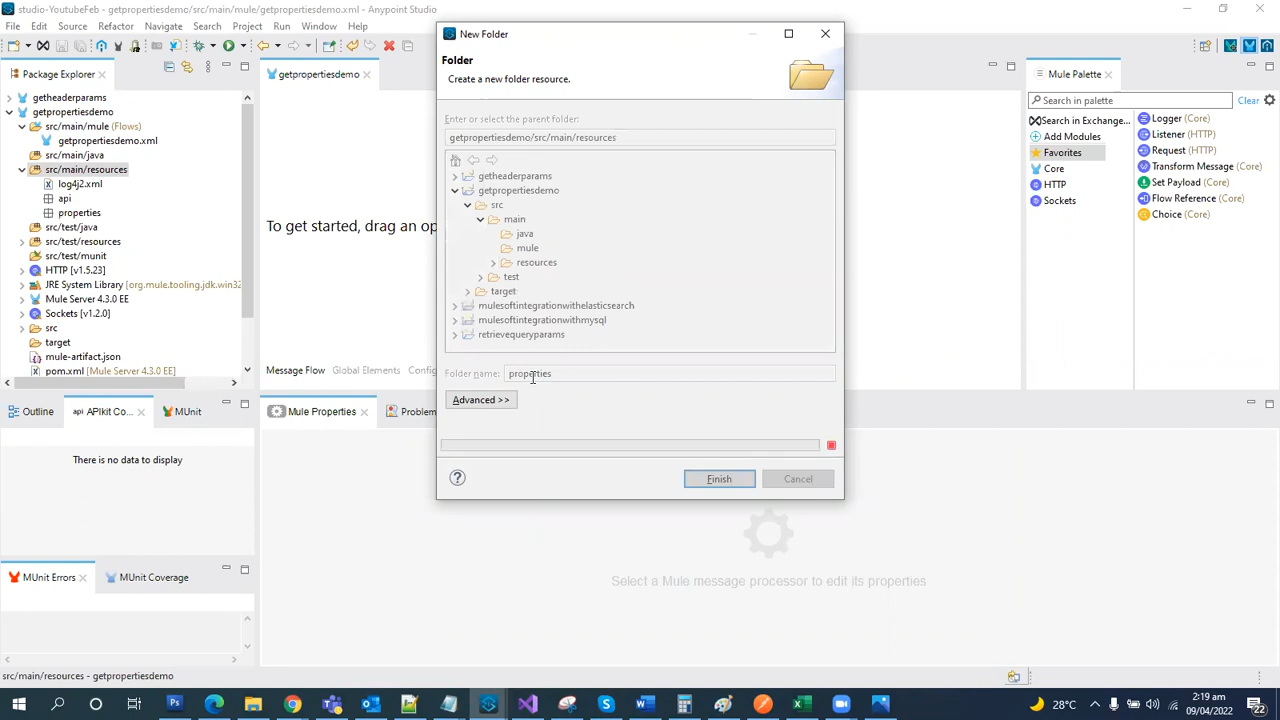 studio-YoutubeFeb - getpropertiesdemo/src/main/mule/getpropertiesdemo.xml - Anypoint Studio
File Edit Source Refactor Navigate Search Project Run Window Help
Package Explorer
getheaderparams
getpropertiesdemo
src/main/mule (Flows)
getpropertiesdemo.xml
src/main/java
src/main/resources
log4j2.xml
api
properties
src/test/java
src/test/resources
src/test/munit
HTTP [v1.5.23]
JRE System Library [org.mule.tooling.jdk.win32
Mule Server 4.3.0 EE
Sockets [v1.2.0]
src
target
mule-artifact.json
pom.xml [Mule Server 4.3.0 EE]
getpropertiesdemo
To get started, drag an op
Message Flow Global Elements Config
New Folder
Folder
Create a new folder resource.
Enter or select the parent folder:
getpropertiesdemo/src/main/resources
getheaderparams
getpropertiesdemo
src
main
java
mule
resources
test
target
mulesoftintegrationwithelasticsearch
mulesoftintegrationwithmysql
retrievequeryparams
Folder name: properties
Advanced >>
Finish Cancel
Mule Palette
Search in palette Clear
Search in Exchange...
Add Modules
Favorites
Core
HTTP
Sockets
Logger (Core)
Listener (HTTP)
Request (HTTP)
Transform Message (Core)
Set Payload (Core)
Flow Reference (Core)
Choice (Core)
Outline api APIkit Co... MUnit
There is no data to display
MUnit Errors MUnit Coverage
Mule Properties Problem
Select a Mule message processor to edit its properties
src/main/resources - getpropertiesdemo
28°C
2:19 am
09/04/2022
22